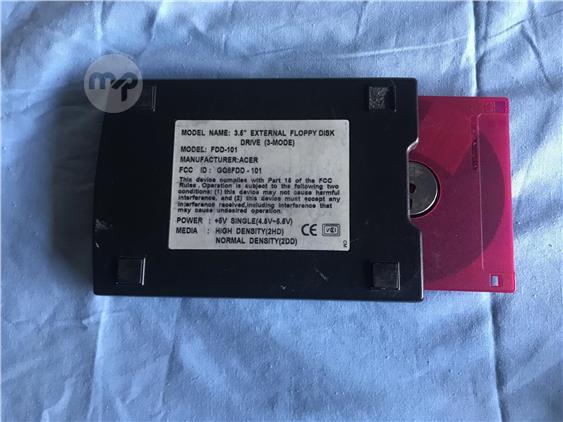 mp
MODEL NAME: 3.5" EXTERNAL FLOPPY DISK
DRIVE (3-MODE)
MODEL: FDD-101
MANUFACTURER:ACER
FCC ID : GQ8FDD - 101
This device complies with Part 15 of the FCC
Rules , Operation is subject to the following two
conditions: (1) this device may not cause harmful
interference, and (2) this device must accept any
interference received,including interference that
may cause undesired operation.
POWER : +5V SINGLE(4.5V~5.5V)
MEDIA : HIGH DENSITY(2HD)
NORMAL DENSITY(2DD)
CE